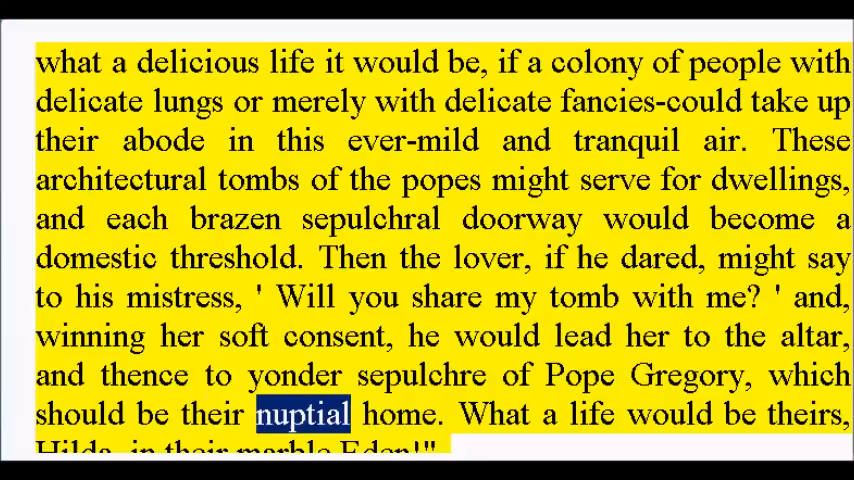 what a delicious life it would be, if a colony of people with
delicate lungs or merely with delicate fancies-could take up
their abode in this ever-mild and tranquil air. These
architectural tombs of the popes might serve for dwellings,
and each brazen sepulchral doorway would become a
domestic threshold. Then the lover, if he dared, might say
to his mistress, ' Will you share my tomb with me? ' and,
winning her soft consent, he would lead her to the altar,
and thence to yonder sepulchre of Pope Gregory, which
should be their nuptial home. What a life would be theirs,
Hilda, in their marble Eden!"